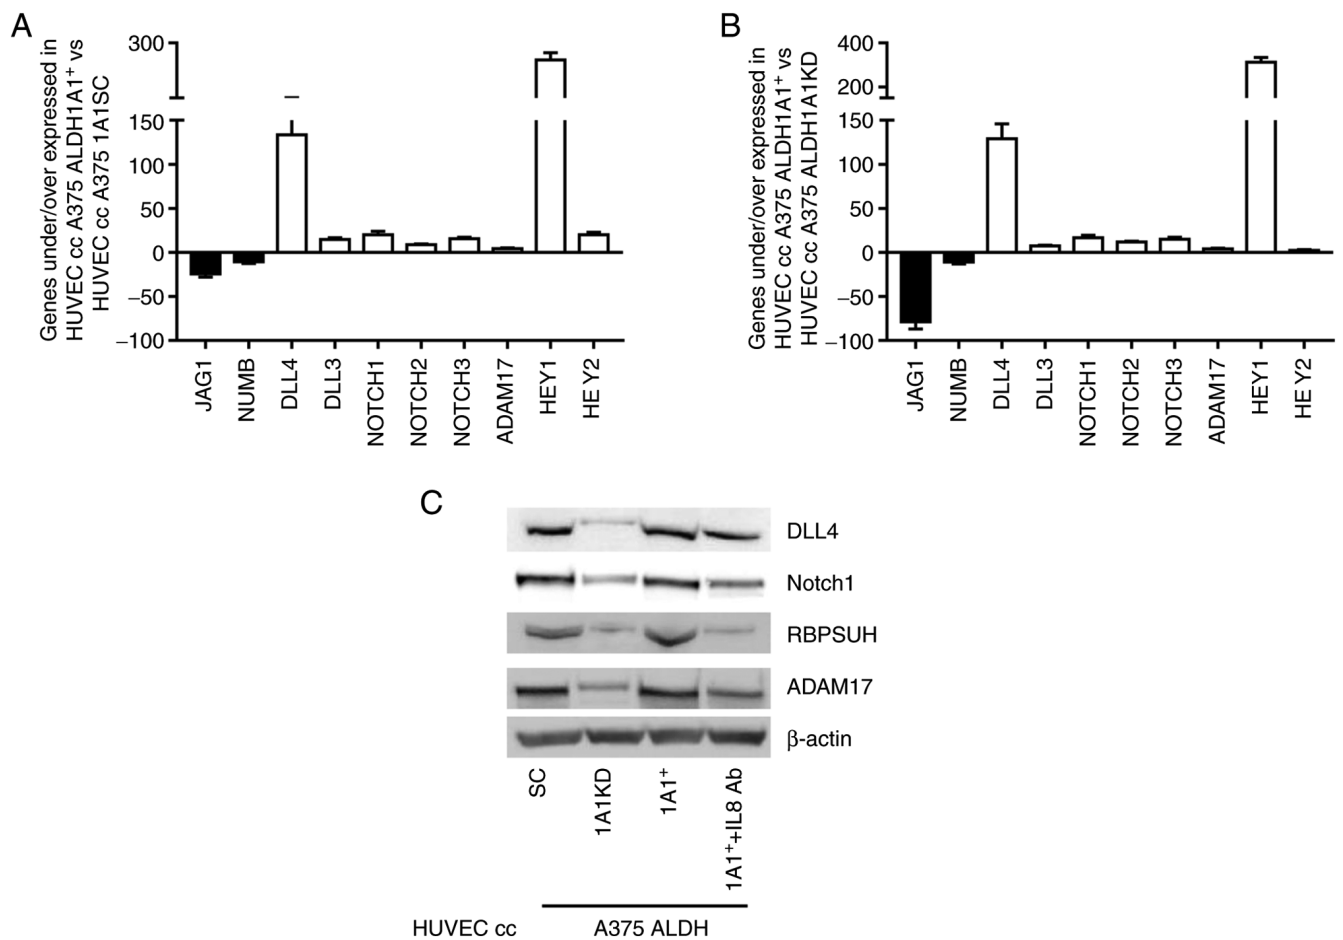 A
Genes under/over expressed in
HUVEC cc A375 ALDH1A1⁺ vs
HUVEC cc A375 1A1SC
300
150
100
50
0
−50
−100
JAG1
NUMB
DLL4
DLL3
NOTCH1
NOTCH2
NOTCH3
ADAM17
HEY1
HE Y2
B
Genes under/over expressed in
HUVEC cc A375 ALDH1A1⁺ vs
HUVEC cc A375 ALDH1A1KD
400
200
150
100
50
0
−50
−100
JAG1
NUMB
DLL4
DLL3
NOTCH1
NOTCH2
NOTCH3
ADAM17
HEY1
HE Y2
C
DLL4
Notch1
RBPSUH
ADAM17
β-actin
SC
1A1KD
1A1⁺
1A1⁺+IL8 Ab
HUVEC cc
A375 ALDH